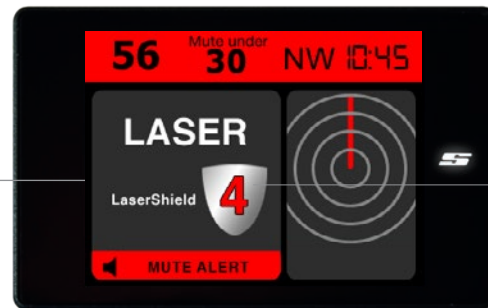 56
Mute under
30
NW 10:45
LASER
LaserShield
4
MUTE ALERT